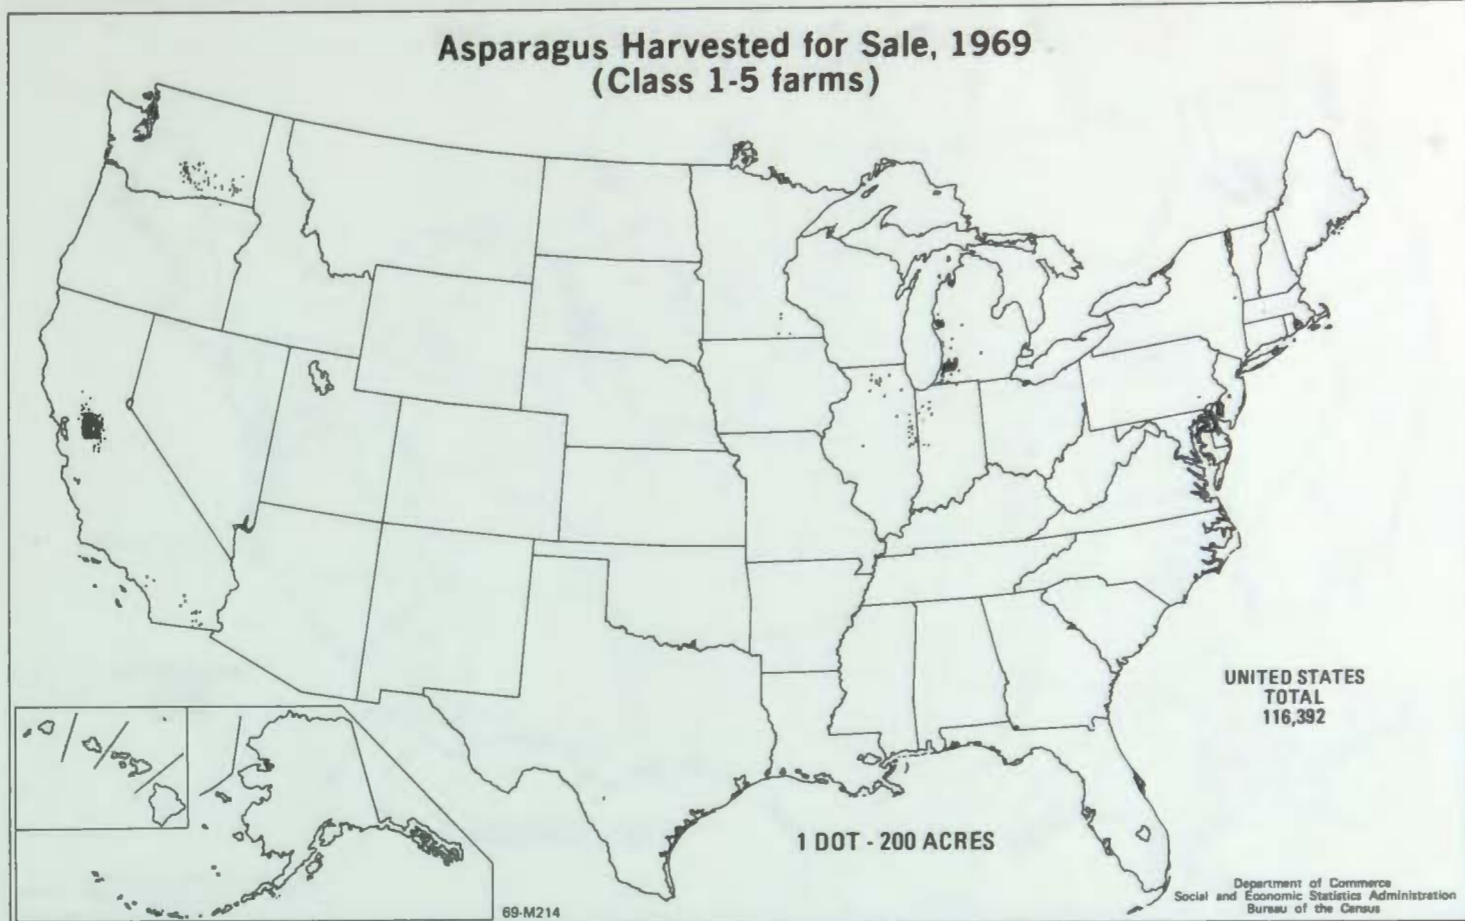 Asparagus Harvested for Sale, 1969
(Class 1-5 farms)
UNITED STATES
TOTAL
116,392
1 DOT - 200 ACRES
Department of Commerce
Social and Economic Statistics Administration
Bureau of the Census
69-M214